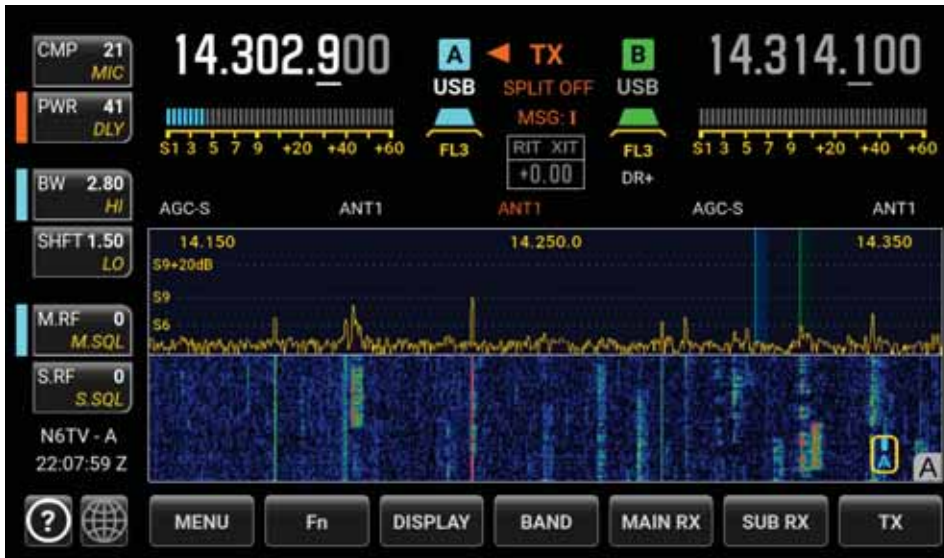 CMP 21
MIC
PWR 41
DLY
BW 2.80
HI
SHFT 1.50
LO
M.RF 0
M.SQL
S.RF 0
S.SQL
N6TV - A
22:07:59 Z
14.302.900
A TX B
USB SPLIT OFF USB
14.314.100
MSG: I
S1 3 5 7 9 +20 +40 +60
FL3
RIT XIT
+0.00
FL3
DR+
S1 3 5 7 9 +20 +40 +60
AGC-S ANT1 ANT1 AGC-S ANT1
14.150 14.250.0 14.350
S9+20dB
S9
S6
A
A
? MENU Fn DISPLAY BAND MAIN RX SUB RX TX